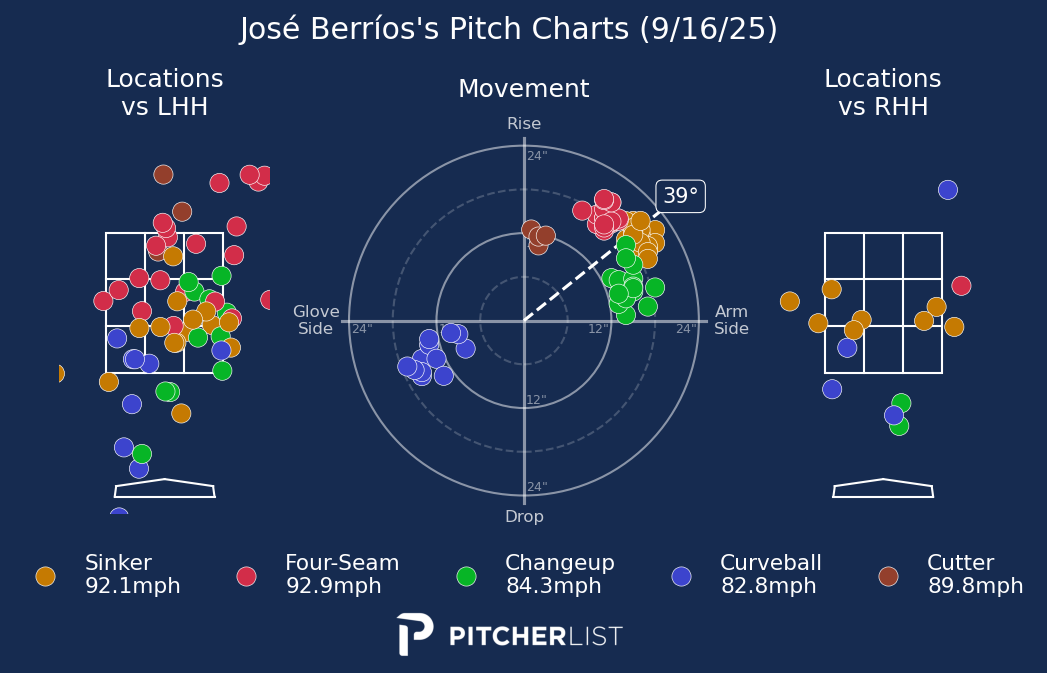 José Berríos's Pitch Charts (9/16/25)
Locations
vs LHH
Movement
Locations
vs RHH
Rise
24"
39°
Glove
Side
24"
12"
24"
Arm
Side
12"
24"
Drop
Sinker
92.1mph
Four-Seam
92.9mph
Changeup
84.3mph
Curveball
82.8mph
Cutter
89.8mph
PITCHERLIST